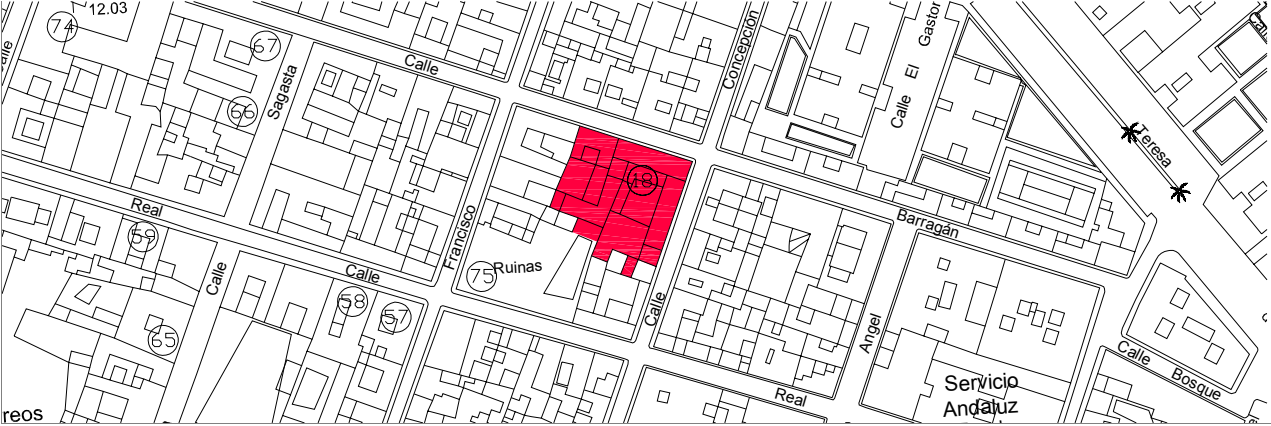 12.03
74
67
Calle
Concepción
Gastor
El
Calle
Sagasta
66
Teresa
18
Real
59
Francisco
Barragán
Calle
Calle
75
Ruinas
Calle
58
57
65
Angel
Calle
Bosque
Servicio
Andaluz
Real
reos